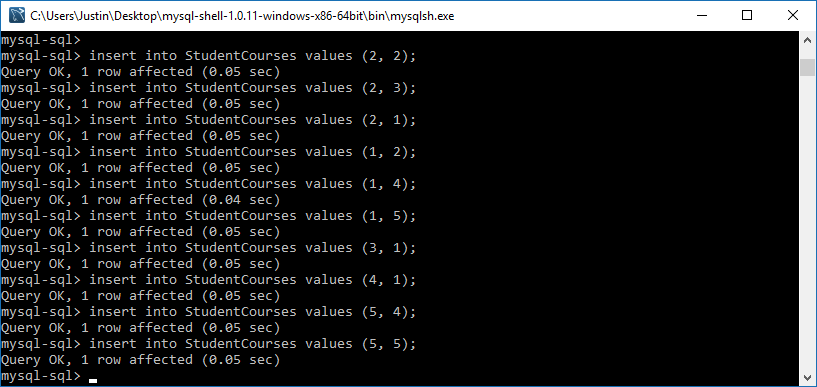 C:\Users\Justin\Desktop\mysql-shell-1.0.11-windows-x86-64bit\bin\mysqlsh.exe
mysql-sql>
mysql-sql> insert into StudentCourses values (2, 2);
Query OK, 1 row affected (0.05 sec)
mysql-sql> insert into StudentCourses values (2, 3);
Query OK, 1 row affected (0.05 sec)
mysql-sql> insert into StudentCourses values (2, 1);
Query OK, 1 row affected (0.05 sec)
mysql-sql> insert into StudentCourses values (1, 2);
Query OK, 1 row affected (0.05 sec)
mysql-sql> insert into StudentCourses values (1, 4);
Query OK, 1 row affected (0.04 sec)
mysql-sql> insert into StudentCourses values (1, 5);
Query OK, 1 row affected (0.05 sec)
mysql-sql> insert into StudentCourses values (3, 1);
Query OK, 1 row affected (0.05 sec)
mysql-sql> insert into StudentCourses values (4, 1);
Query OK, 1 row affected (0.05 sec)
mysql-sql> insert into StudentCourses values (5, 4);
Query OK, 1 row affected (0.05 sec)
mysql-sql> insert into StudentCourses values (5, 5);
Query OK, 1 row affected (0.05 sec)
mysql-sql>